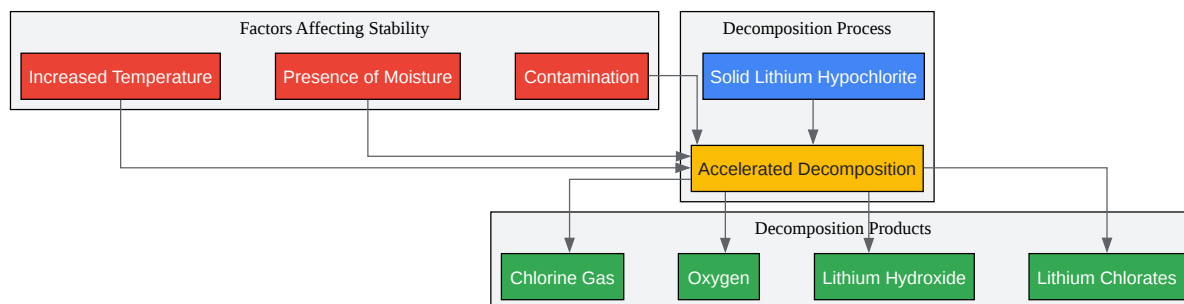 Factors Affecting Stability
Decomposition Process
Increased Temperature
Presence of Moisture
Contamination
Solid Lithium Hypochlorite
Accelerated Decomposition
Decomposition Products
Chlorine Gas
Oxygen
Lithium Hydroxide
Lithium Chlorates